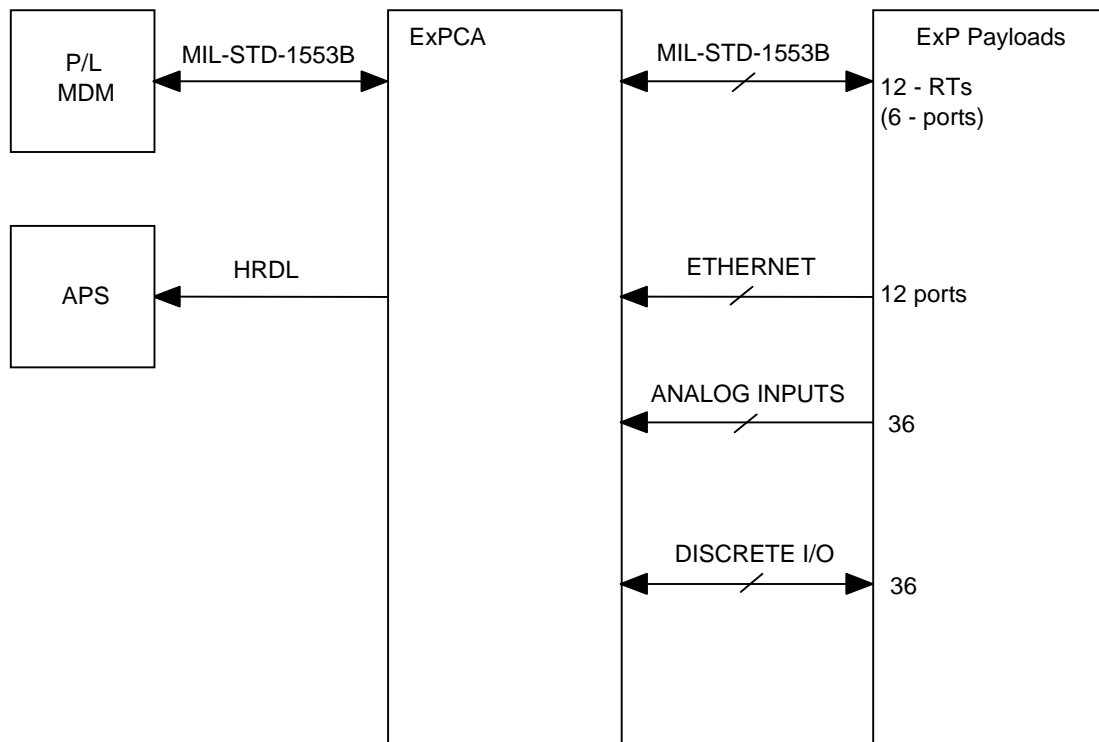 P/L
MDM
MIL-STD-1553B
ExPCA
MIL-STD-1553B
ExP Payloads
12 - RTs
(6 - ports)
APS
HRDL
ETHERNET
12 ports
ANALOG INPUTS
36
DISCRETE I/O
36